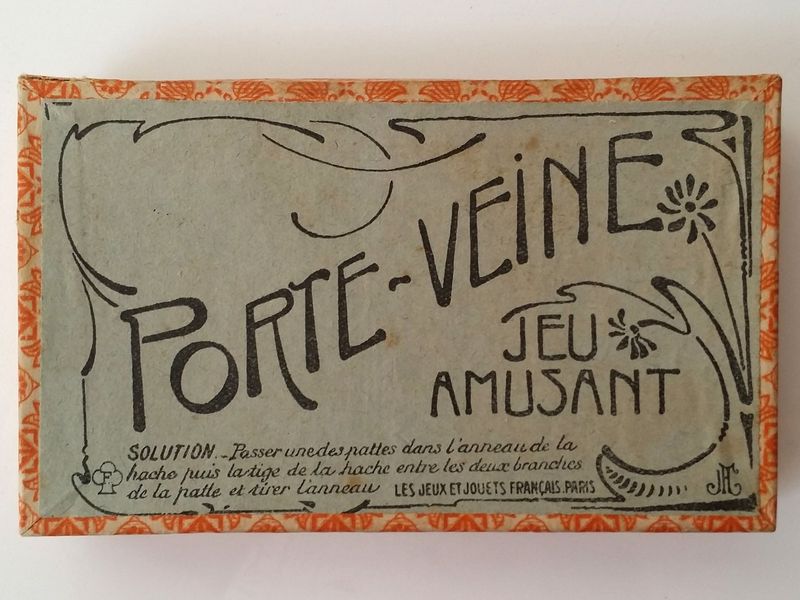 PORTE-VEINE
JEU
AMUSANT
SOLUTION.- Passer une des pattes dans l'anneau de la
hache puis la tige de la hache entre les deux branches
de la patte et tirer l'anneau LES JEUX ET JOUETS FRANÇAIS. PARIS
F